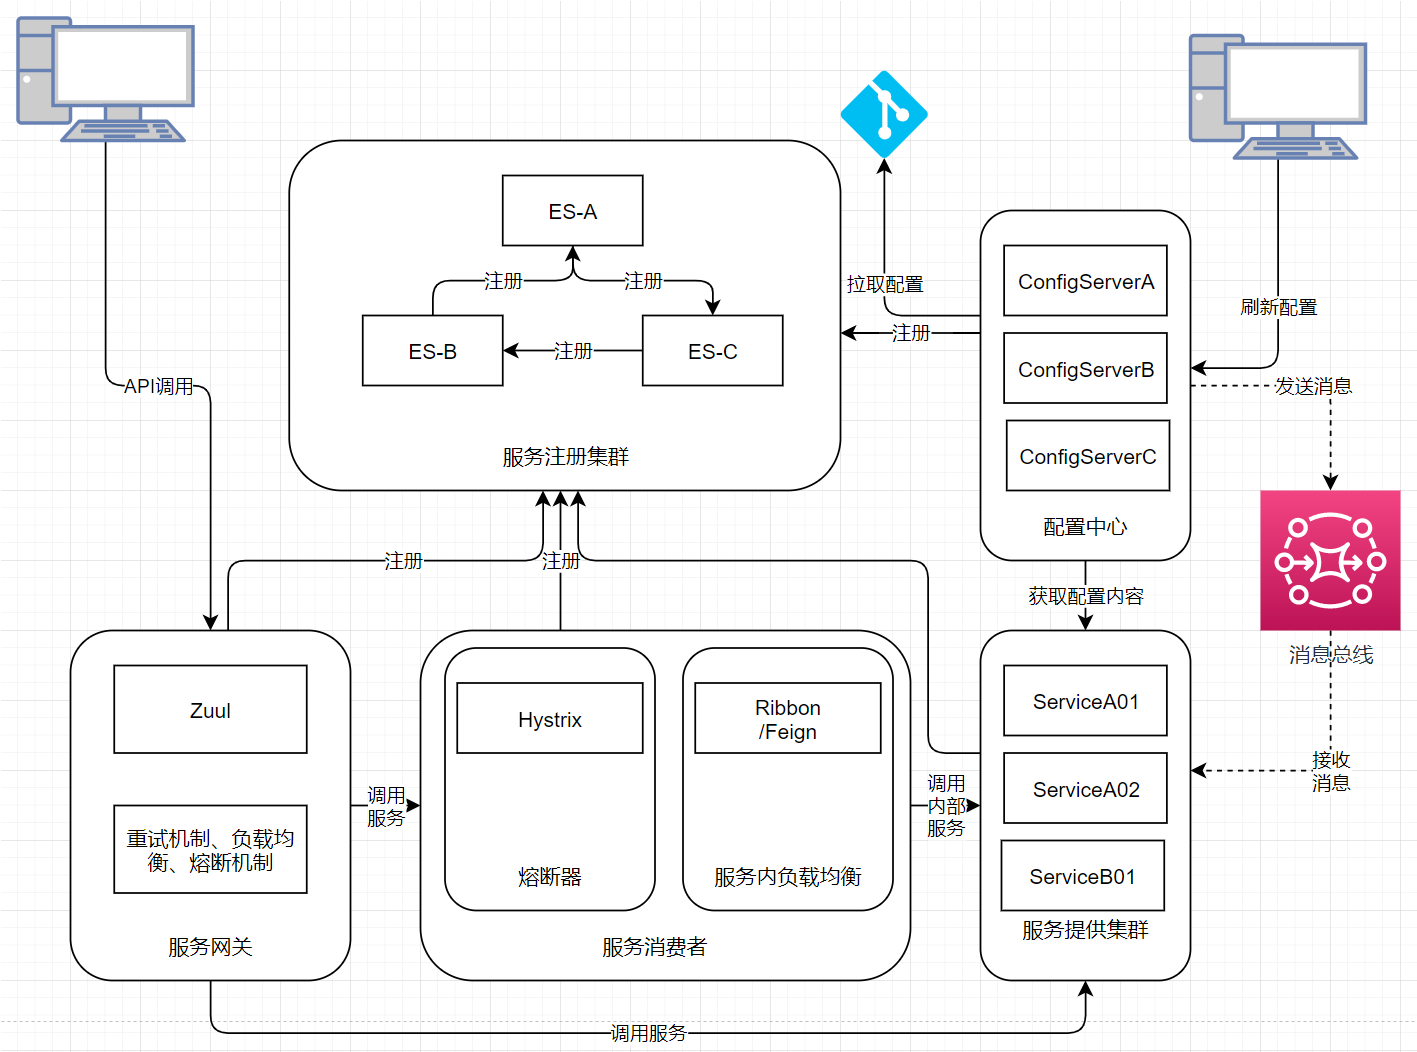 ES-A
注册
注册
ES-B
注册
ES-C
服务注册集群
API调用
拉取配置
注册
ConfigServerA
ConfigServerB
ConfigServerC
配置中心
刷新配置
发送消息
消息总线
接收
消息
获取配置内容
注册
注册
Zuul
重试机制、负载均
衡、熔断机制
服务网关
调用
服务
Hystrix
熔断器
Ribbon
/Feign
服务内负载均衡
服务消费者
调用
内部
服务
ServiceA01
ServiceA02
ServiceB01
服务提供集群
调用服务